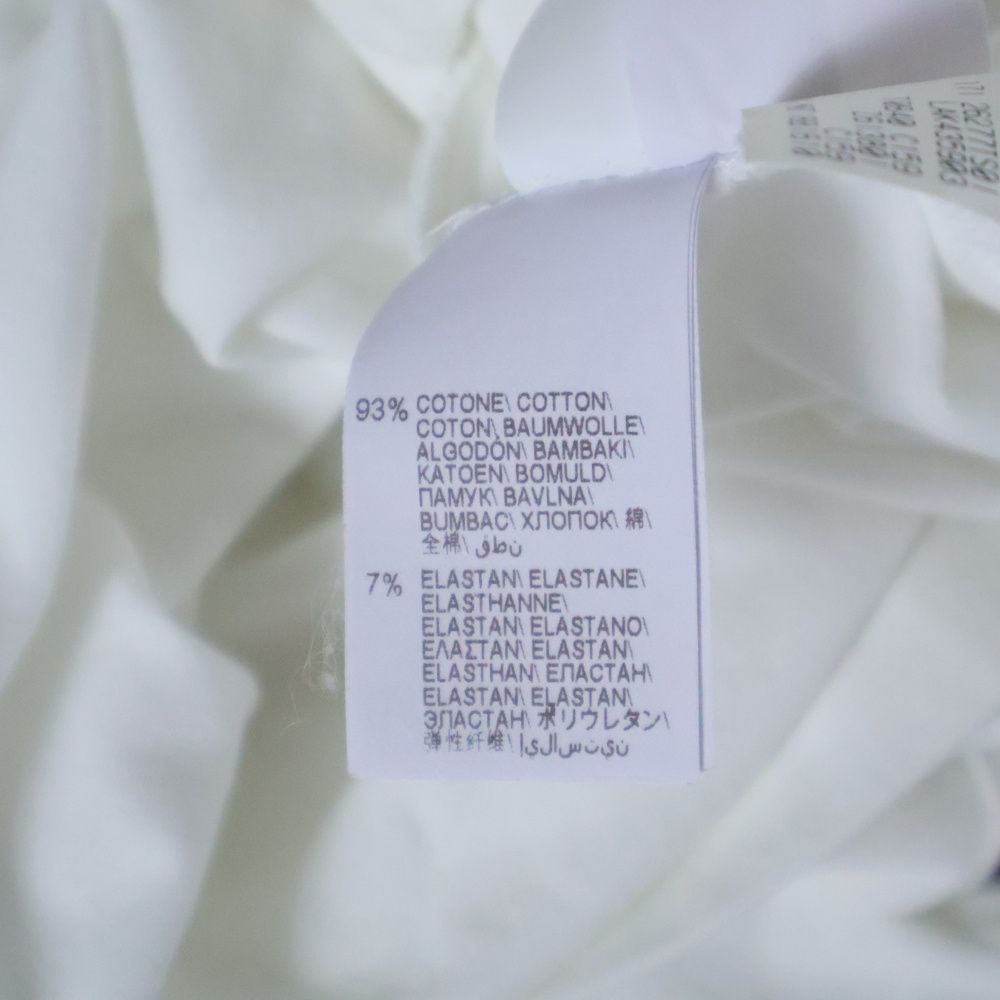 93% COTONE\ COTTON\
COTON\ BAUMWOLLE\
ALGODÓN\ BAMBAKI\
KATOEN\ BOMULD\
ПАМУК\ BAVLNA\
BUMBAC\ ХЛОПОК\ 綿\
全棉\ قطن
7% ELASTAN\ ELASTANE\
ELASTHANNE\
ELASTAN\ ELASTANO\
ΕΛΑΣΤΑΝ\ ELASTAN\
ELASTHAN\ ЕПАСТАН\
ELASTAN\ ELASTAN\
ЭЛАСТАН\ ポリウレタン\
弹性纤维\ إيلاستين